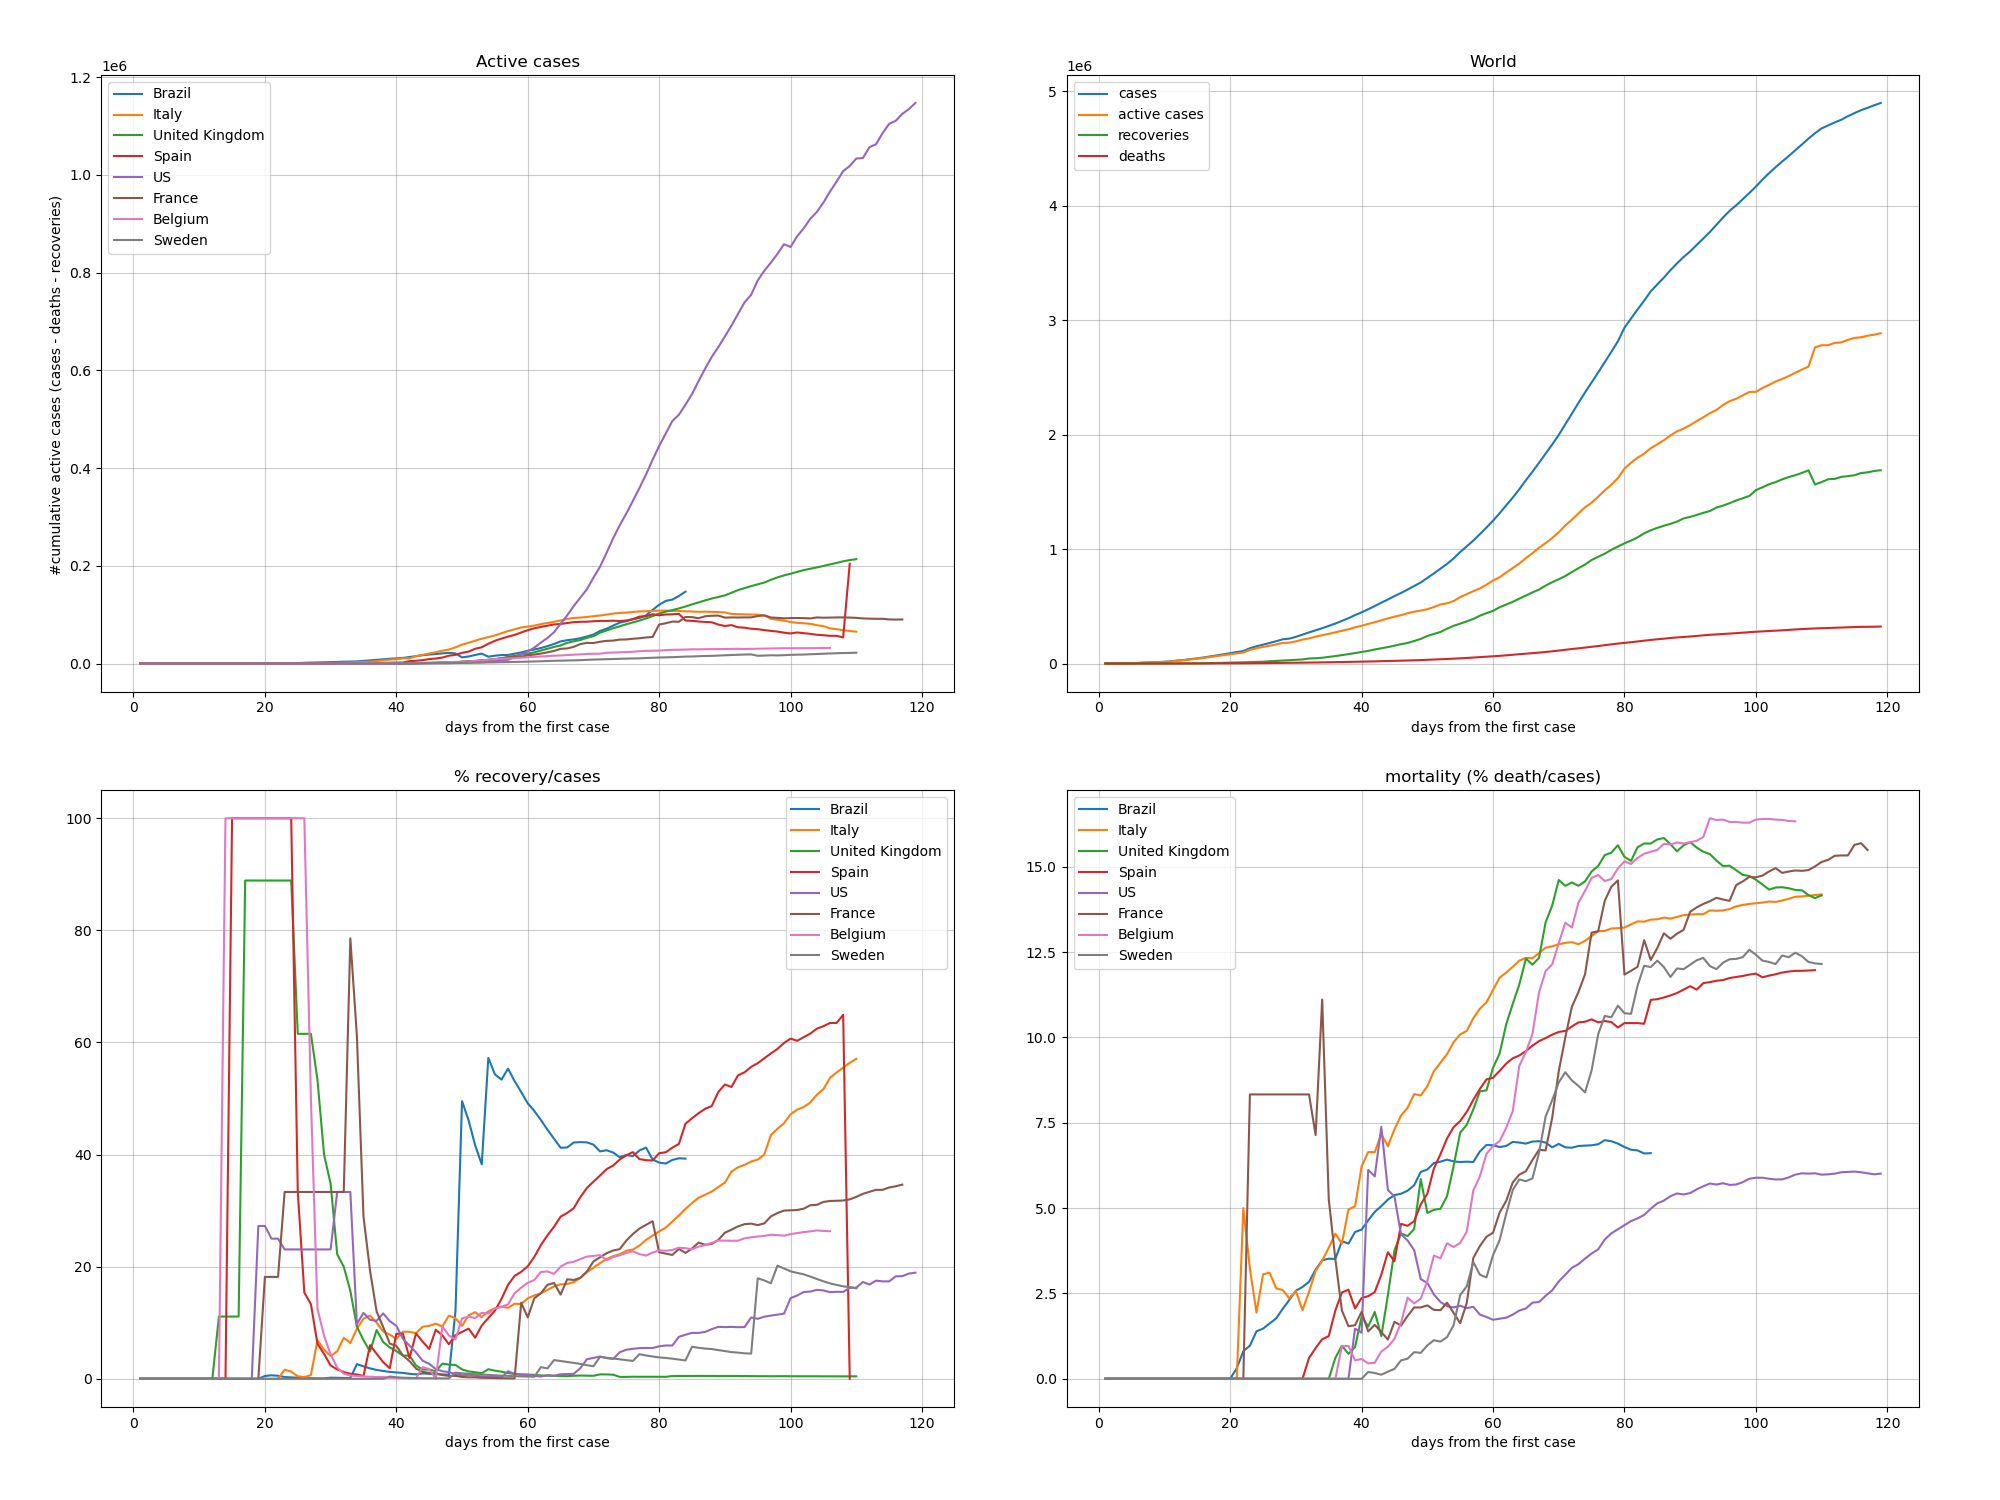 Active cases
1e6
1.2
1.0
0.8
0.6
0.4
0.2
0.0
#cumulative active cases (cases - deaths - recoveries)
Brazil
Italy
United Kingdom
Spain
US
France
Belgium
Sweden
0 20 40 60 80 100 120
days from the first case
World
1e6
5
4
3
2
1
0
cases
active cases
recoveries
deaths
0 20 40 60 80 100 120
days from the first case
% recovery/cases
100
80
60
40
20
0
Brazil
Italy
United Kingdom
Spain
US
France
Belgium
Sweden
0 20 40 60 80 100 120
days from the first case
mortality (% death/cases)
15.0
12.5
10.0
7.5
5.0
2.5
0.0
Brazil
Italy
United Kingdom
Spain
US
France
Belgium
Sweden
0 20 40 60 80 100 120
days from the first case